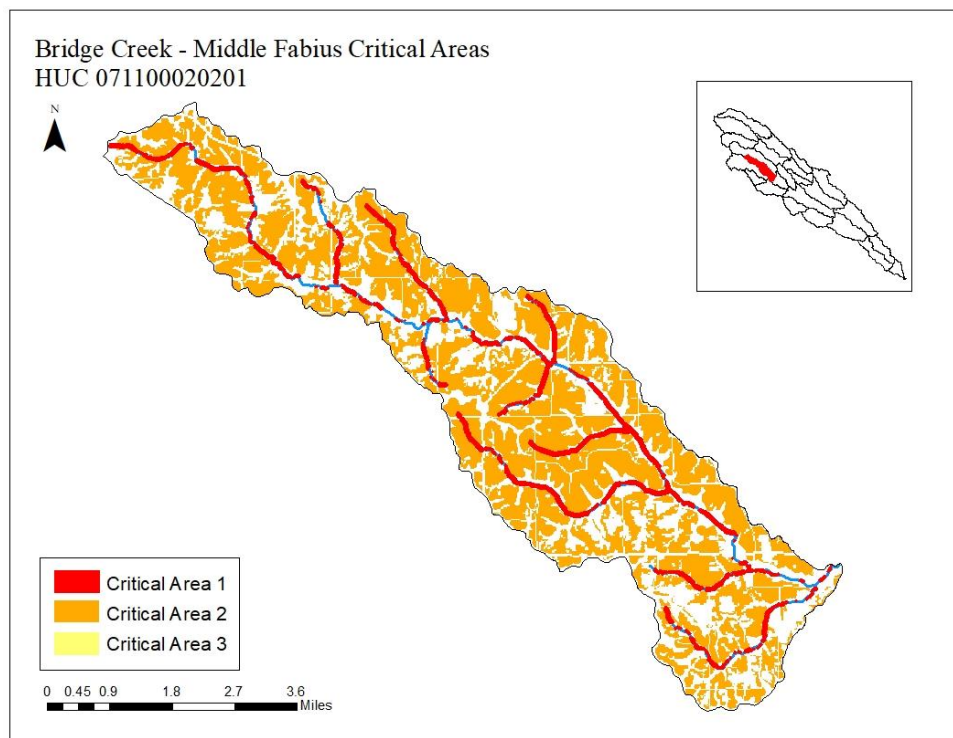 Bridge Creek - Middle Fabius Critical Areas
HUC 071100020201
N
Critical Area 1
Critical Area 2
Critical Area 3
0 0.45 0.9 1.8 2.7 3.6
Miles